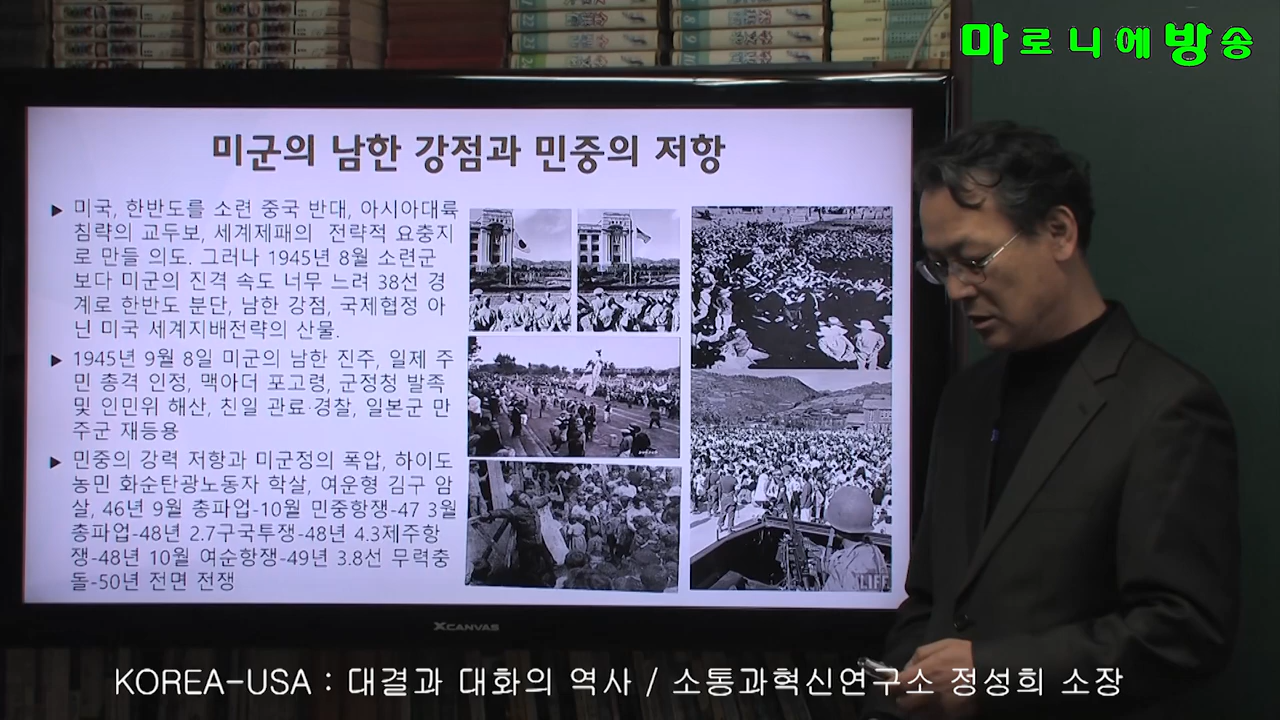 마로니에방송
미군의 남한 강점과 민중의 저항
▶ 미국, 한반도를 소련 중국 반대, 아시아대륙
침략의 교두보, 세계제패의 전략적 요충지
로 만들 의도. 그러나 1945년 8월 소련군
보다 미군의 진격 속도 너무 느려 38선 경
계로 한반도 분단, 남한 강점, 국제협정 아
닌 미국 세계지배전략의 산물.
▶ 1945년 9월 8일 미군의 남한 진주, 일제 주
민 총격 인정, 맥아더 포고령, 군정청 발족
및 인민위 해산, 친일 관료·경찰, 일본군 만
주군 재등용
▶ 민중의 강력 저항과 미군정의 폭압, 하이도
농민 화순탄광노동자 학살, 여운형 김구 암
살, 46년 9월 총파업-10월 민중항쟁-47 3월
총파업-48년 2.7구국투쟁-48년 4.3제주항
쟁-48년 10월 여순항쟁-49년 3.8선 무력충
돌-50년 전면 전쟁
LIFE
XCANVAS
KOREA-USA : 대결과 대화의 역사 / 소통과혁신연구소 정성희 소장